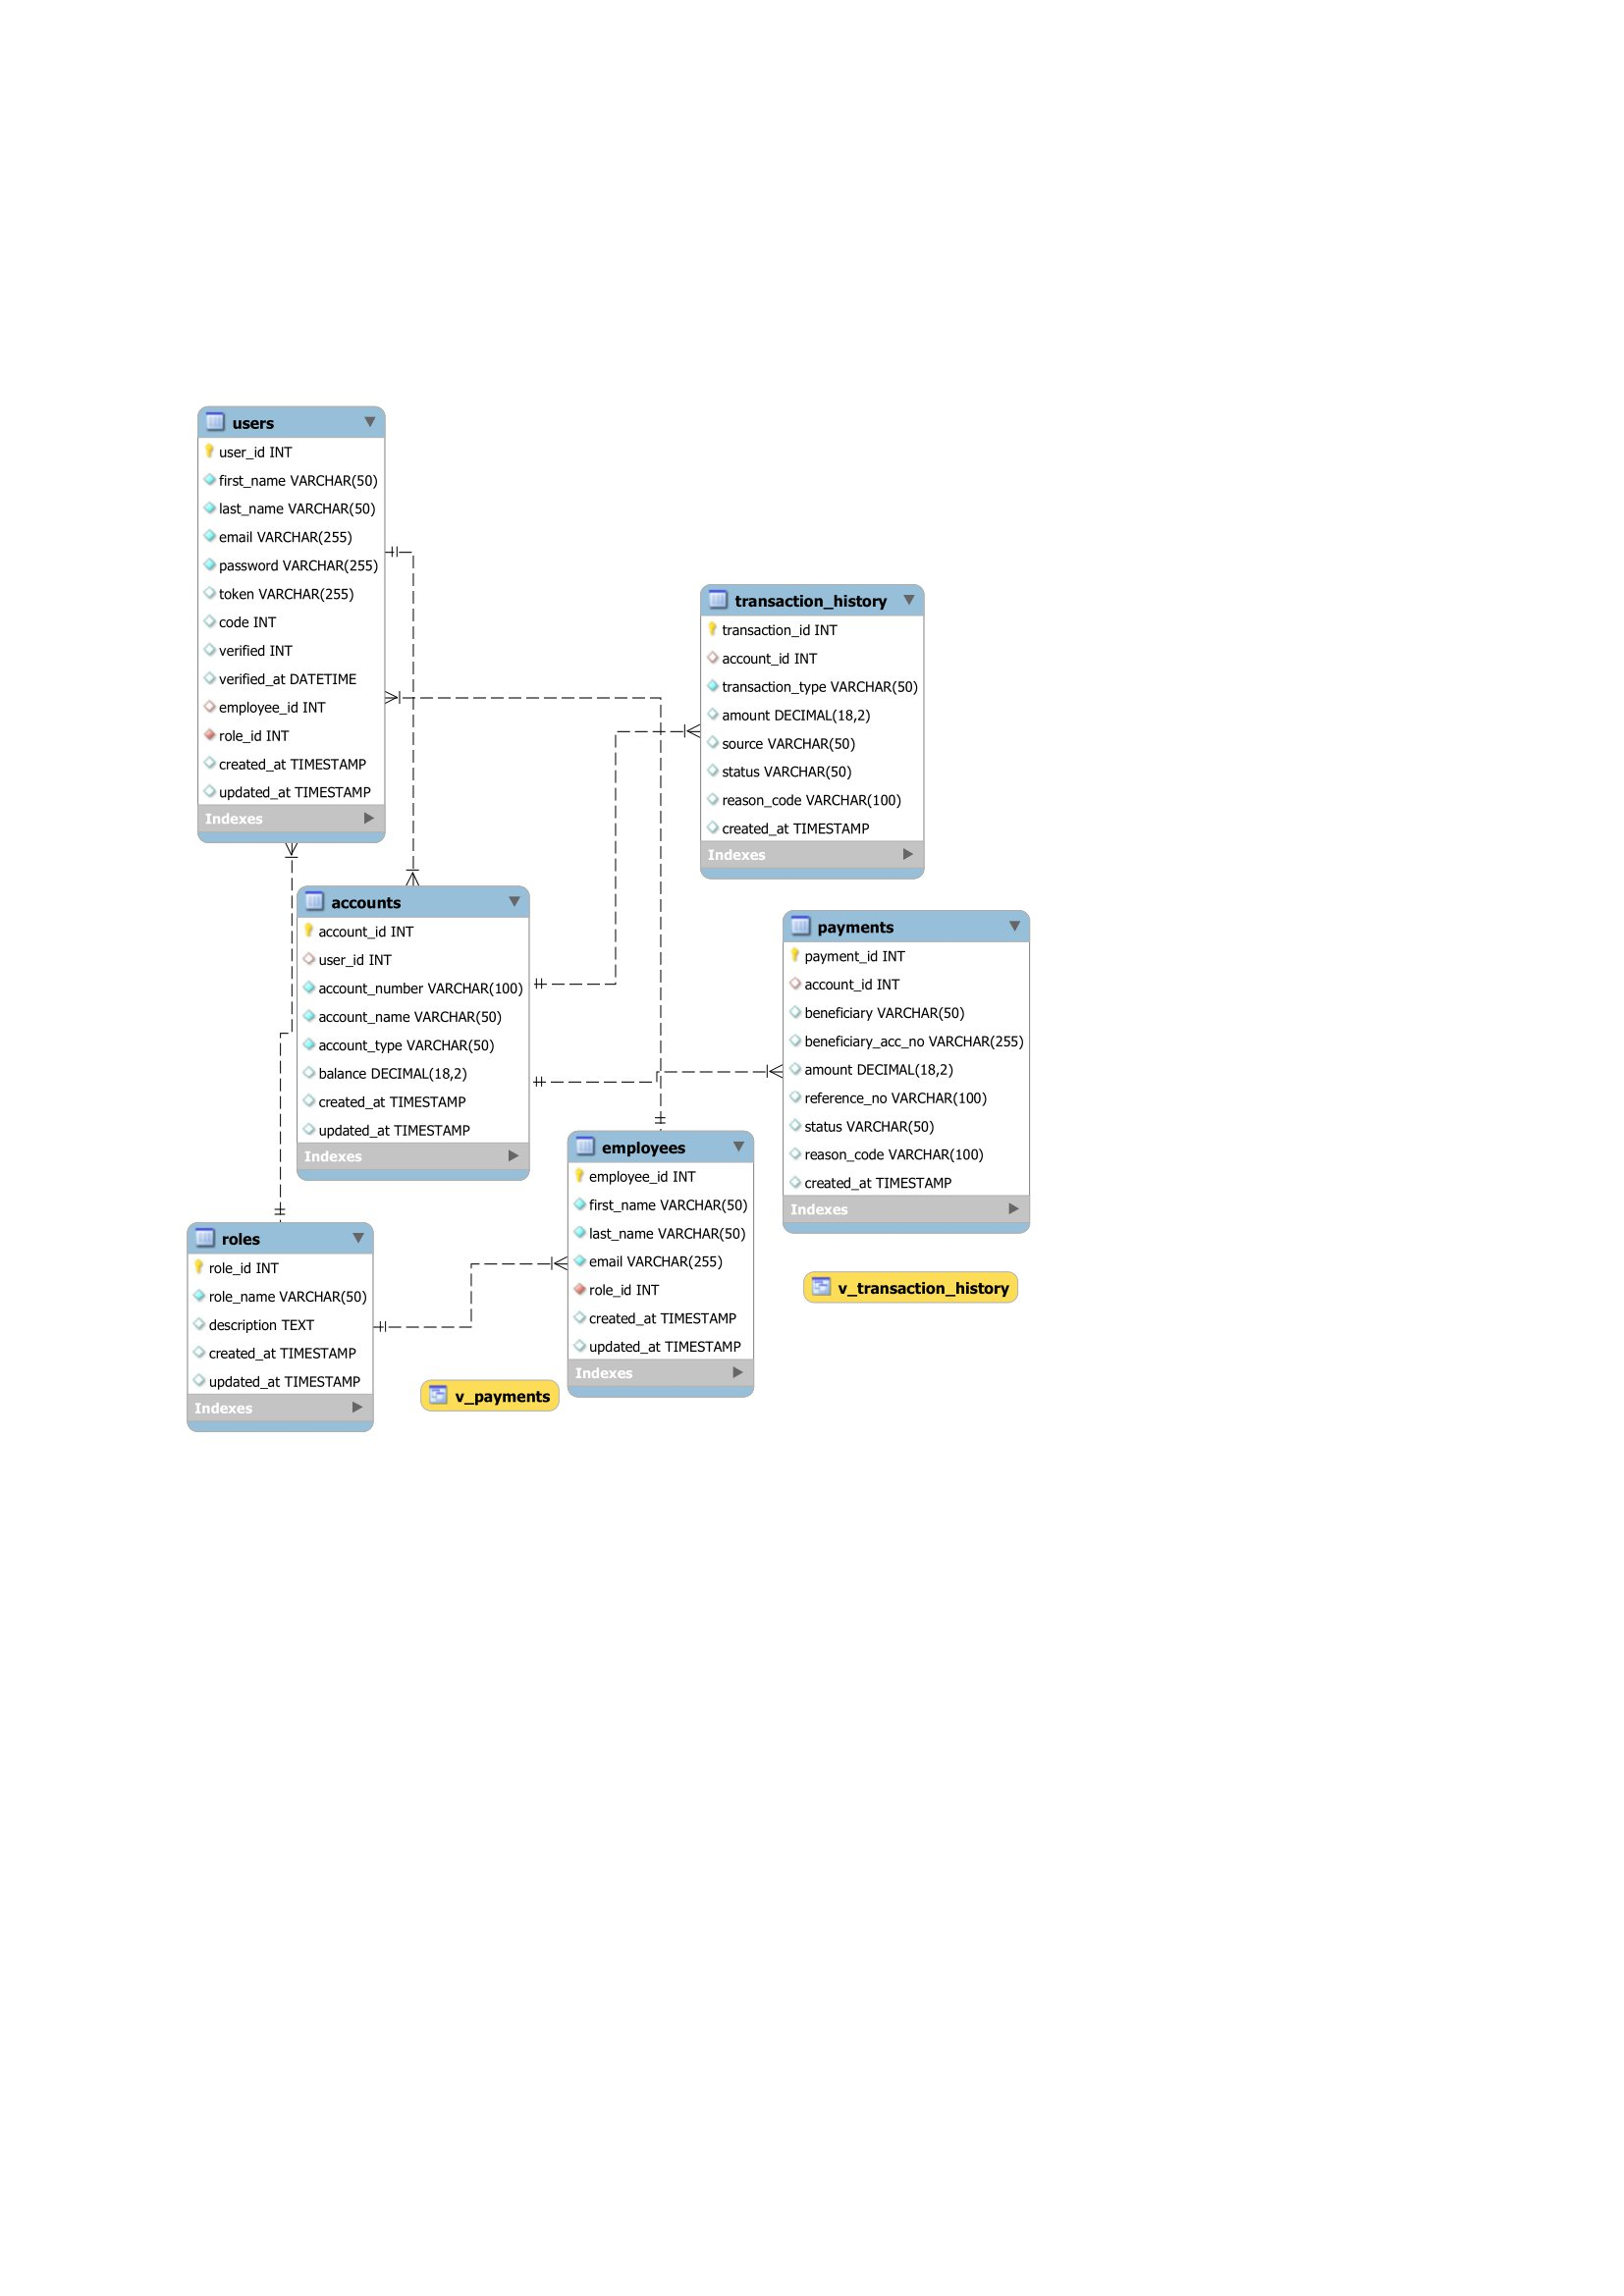 users
user_id INT
first_name VARCHAR(50)
last_name VARCHAR(50)
email VARCHAR(255)
password VARCHAR(255)
token VARCHAR(255)
code INT
verified INT
verified_at DATETIME
employee_id INT
role_id INT
created_at TIMESTAMP
updated_at TIMESTAMP
Indexes
transaction_history
transaction_id INT
account_id INT
transaction_type VARCHAR(50)
amount DECIMAL(18,2)
source VARCHAR(50)
status VARCHAR(50)
reason_code VARCHAR(100)
created_at TIMESTAMP
Indexes
accounts
account_id INT
user_id INT
account_number VARCHAR(100)
account_name VARCHAR(50)
account_type VARCHAR(50)
balance DECIMAL(18,2)
created_at TIMESTAMP
updated_at TIMESTAMP
Indexes
payments
payment_id INT
account_id INT
beneficiary VARCHAR(50)
beneficiary_acc_no VARCHAR(255)
amount DECIMAL(18,2)
reference_no VARCHAR(100)
status VARCHAR(50)
reason_code VARCHAR(100)
created_at TIMESTAMP
Indexes
employees
employee_id INT
first_name VARCHAR(50)
last_name VARCHAR(50)
email VARCHAR(255)
role_id INT
created_at TIMESTAMP
updated_at TIMESTAMP
Indexes
roles
role_id INT
role_name VARCHAR(50)
description TEXT
created_at TIMESTAMP
updated_at TIMESTAMP
Indexes
v_transaction_history
v_payments